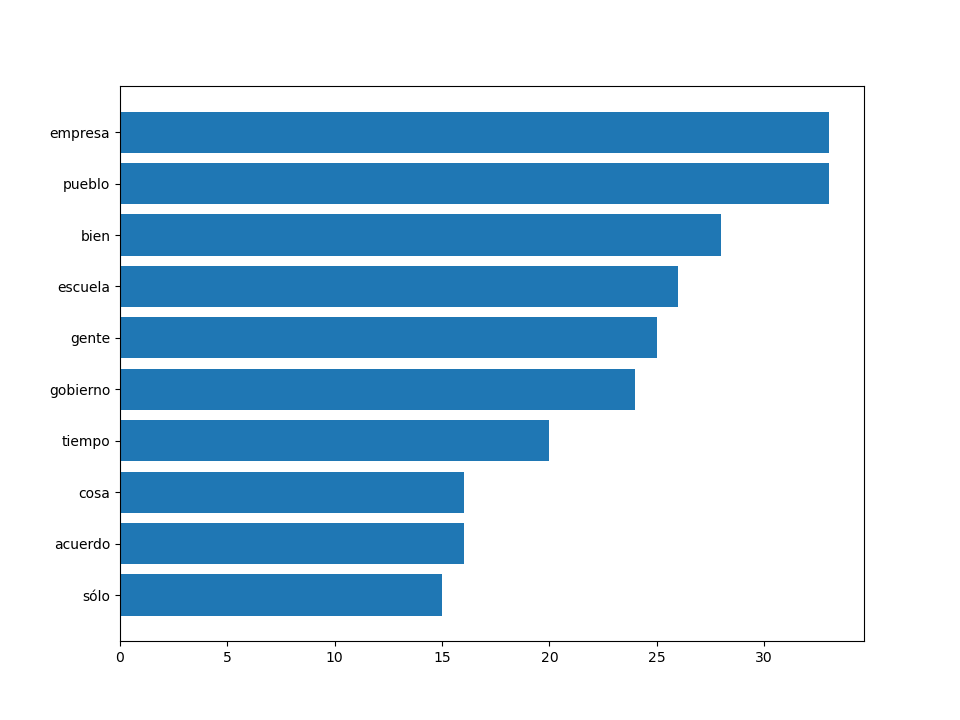 empresa
pueblo
bien
escuela
gente
gobierno
tiempo
cosa
acuerdo
sólo
0 5 10 15 20 25 30